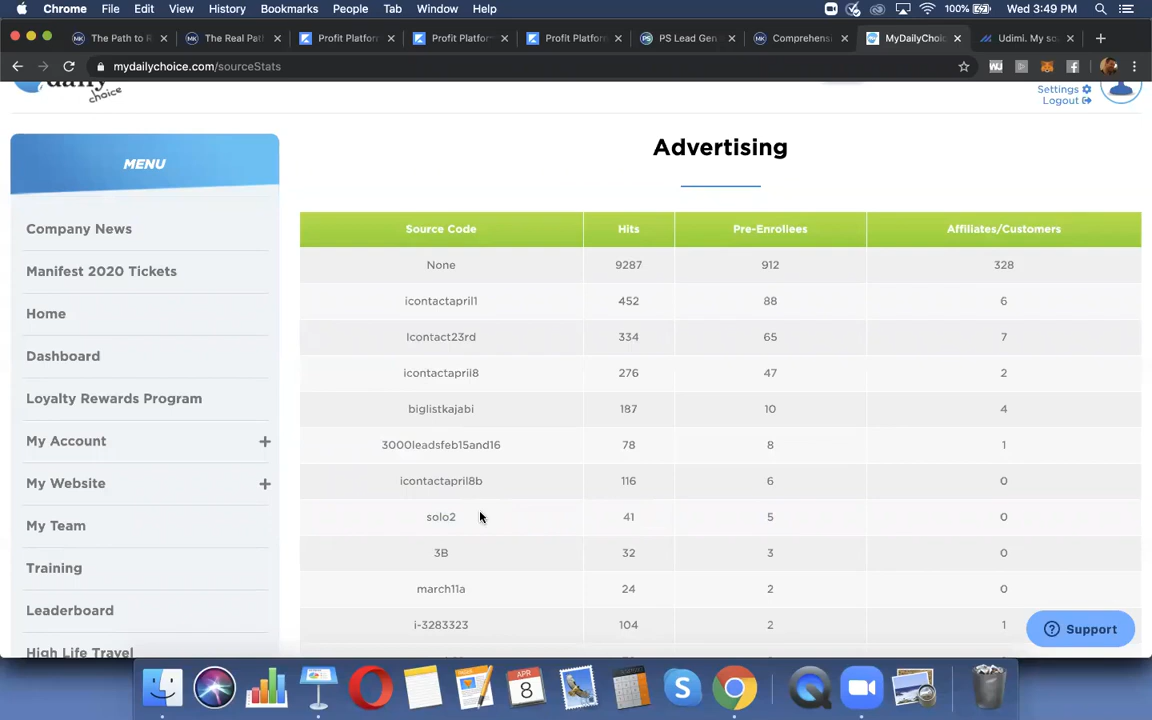 Chrome File Edit View History Bookmarks People Tab Window Help 100% Wed 3:49 PM
The Path to R The Real Pat Profit Platfor Profit Platfor Profit Platfor PS Lead Gen Comprehens MyDailyChoic Udimi. My so
mydailychoice.com/sourceStats
daily
choice
Settings
Logout
MENU
Company News
Manifest 2020 Tickets
Home
Dashboard
Loyalty Rewards Program
My Account +
My Website +
My Team
Training
Leaderboard
High Life Travel
Advertising
Source Code Hits Pre-Enrollees Affiliates/Customers
None 9287 912 328
icontactapril1 452 88 6
Icontact23rd 334 65 7
icontactapril8 276 47 2
biglistkajabi 187 10 4
3000leadsfeb15and16 78 8 1
icontactapril8b 116 6 0
solo2 41 5 0
3B 32 3 0
march11a 24 2 0
i-3283323 104 2 1
Support
APR
8